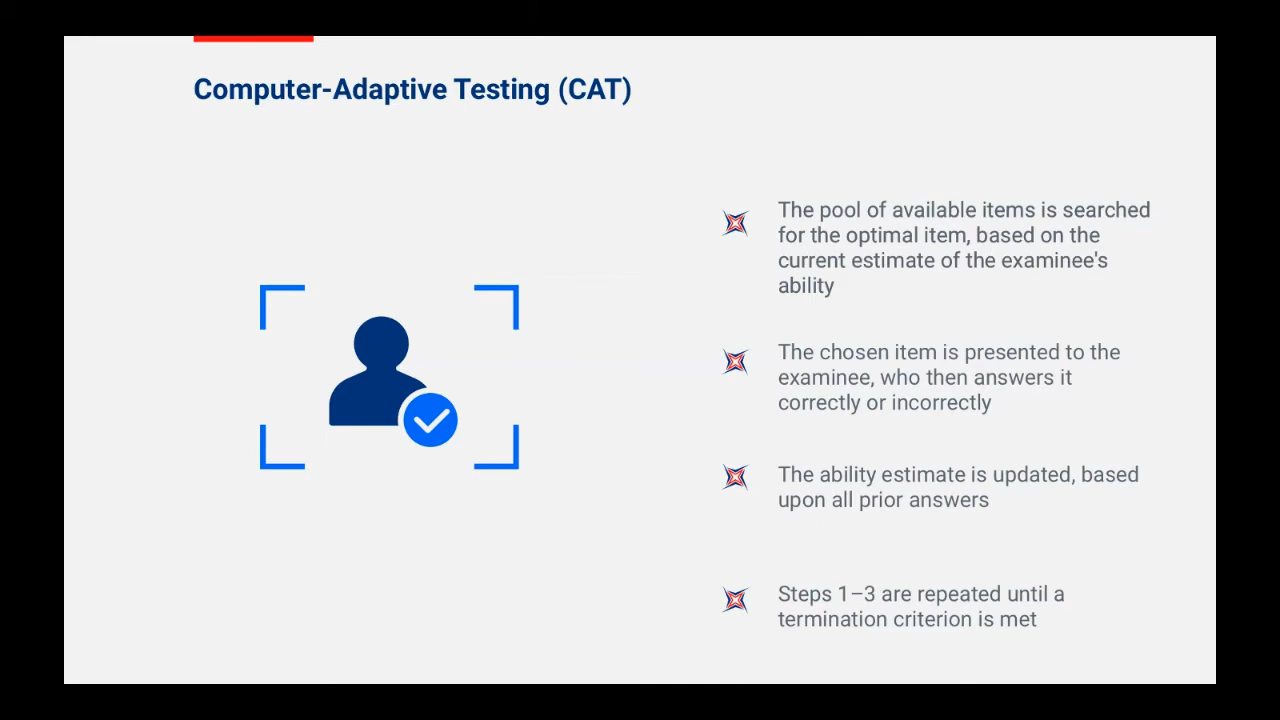 Computer-Adaptive Testing (CAT)
The pool of available items is searched
for the optimal item, based on the
current estimate of the examinee's
ability
The chosen item is presented to the
examinee, who then answers it
correctly or incorrectly
The ability estimate is updated, based
upon all prior answers
Steps 1–3 are repeated until a
termination criterion is met